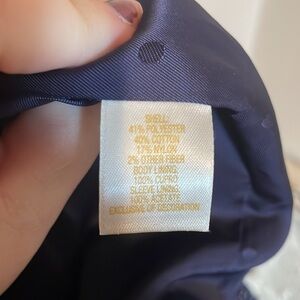 SHELL:
41% POLYESTER
40% COTTON
17% NYLON
2% OTHER FIBER
BODY LINING:
100% CUPRO
SLEEVE LINING:
100% ACETATE
EXCLUSIVE OF DECORATION